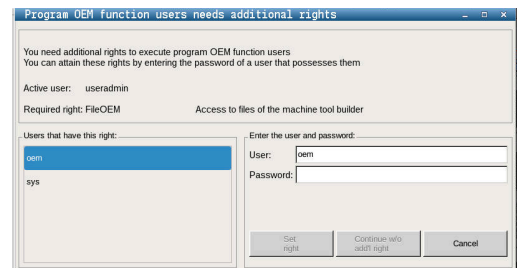 Program OEM function users needs additional rights
You need additional rights to execute program OEM function users
You can attain these rights by entering the password of a user that possesses them
Active user: useradmin
Required right: FileOEM Access to files of the machine tool builder
Users that have this right:
oem
sys
Enter the user and password:
User: oem
Password:
Set
right
Continue w/o
add'l right
Cancel